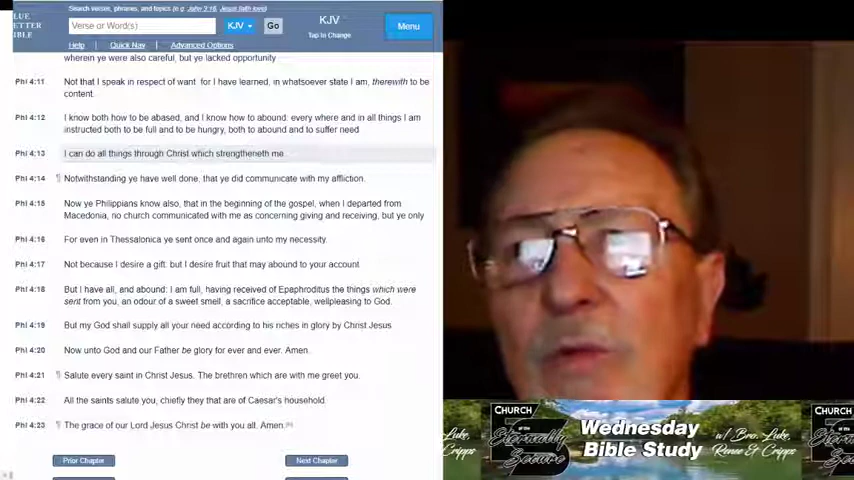 Search verses, phrases, and topics (e.g. John 3:16, Jesus faith love)
LUE
ETTER
IBLE
Verse or Word(s)
KJV
Go
KJV
Tap to Change
Menu
Help
Quick Nav
Advanced Options
wherein ye were also careful, but ye lacked opportunity
Phl 4:11 Not that I speak in respect of want for I have learned, in whatsoever state I am, therewith to be
content.
Phl 4:12 I know both how to be abased, and I know how to abound: every where and in all things I am
instructed both to be full and to be hungry, both to abound and to suffer need
Phl 4:13 I can do all things through Christ which strengtheneth me
Phl 4:14 ¶ Notwithstanding ye have well done, that ye did communicate with my affliction.
Phl 4:15 Now ye Philippians know also, that in the beginning of the gospel, when I departed from
Macedonia, no church communicated with me as concerning giving and receiving, but ye only
Phl 4:16 For even in Thessalonica ye sent once and again unto my necessity.
Phl 4:17 Not because I desire a gift: but I desire fruit that may abound to your account
Phl 4:18 But I have all, and abound: I am full, having received of Epaphroditus the things which were
sent from you, an odour of a sweet smell, a sacrifice acceptable, wellpleasing to God.
Phl 4:19 But my God shall supply all your need according to his riches in glory by Christ Jesus
Phl 4:20 Now unto God and our Father be glory for ever and ever. Amen.
Phl 4:21 ¶ Salute every saint in Christ Jesus. The brethren which are with me greet you.
Phl 4:22 All the saints salute you, chiefly they that are of Caesar's household.
Phl 4:23 ¶ The grace of our Lord Jesus Christ be with you all. Amen.
Prior Chapter
Next Chapter
Luke,
Cripps
CHURCH
of the
Eternally
Secure
Wednesday
Bible Study
w/ Bro. Luke,
Renee & Cripps
CHURCH
of the